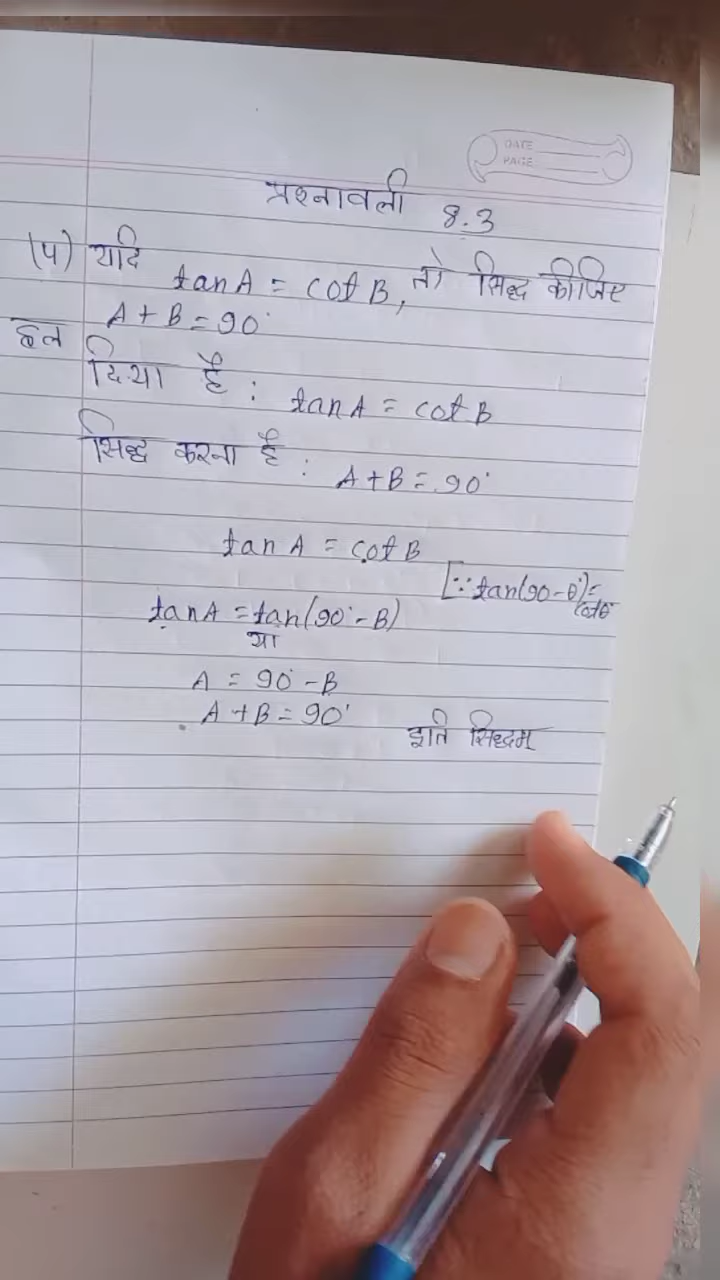 DATE
PAGE
प्रश्नावली 8.3
(4) यदि tan A = cot B, तो सिद्ध कीजिए
A + B = 90°
हल
दिया है : tan A = cot B
सिद्ध करना है : A + B = 90°
tan A = cot B
[∵ tan(90 - θ) = cot θ
tan A = tan(90° - B)
या
A = 90° - B
A + B = 90°
इति सिद्धम्